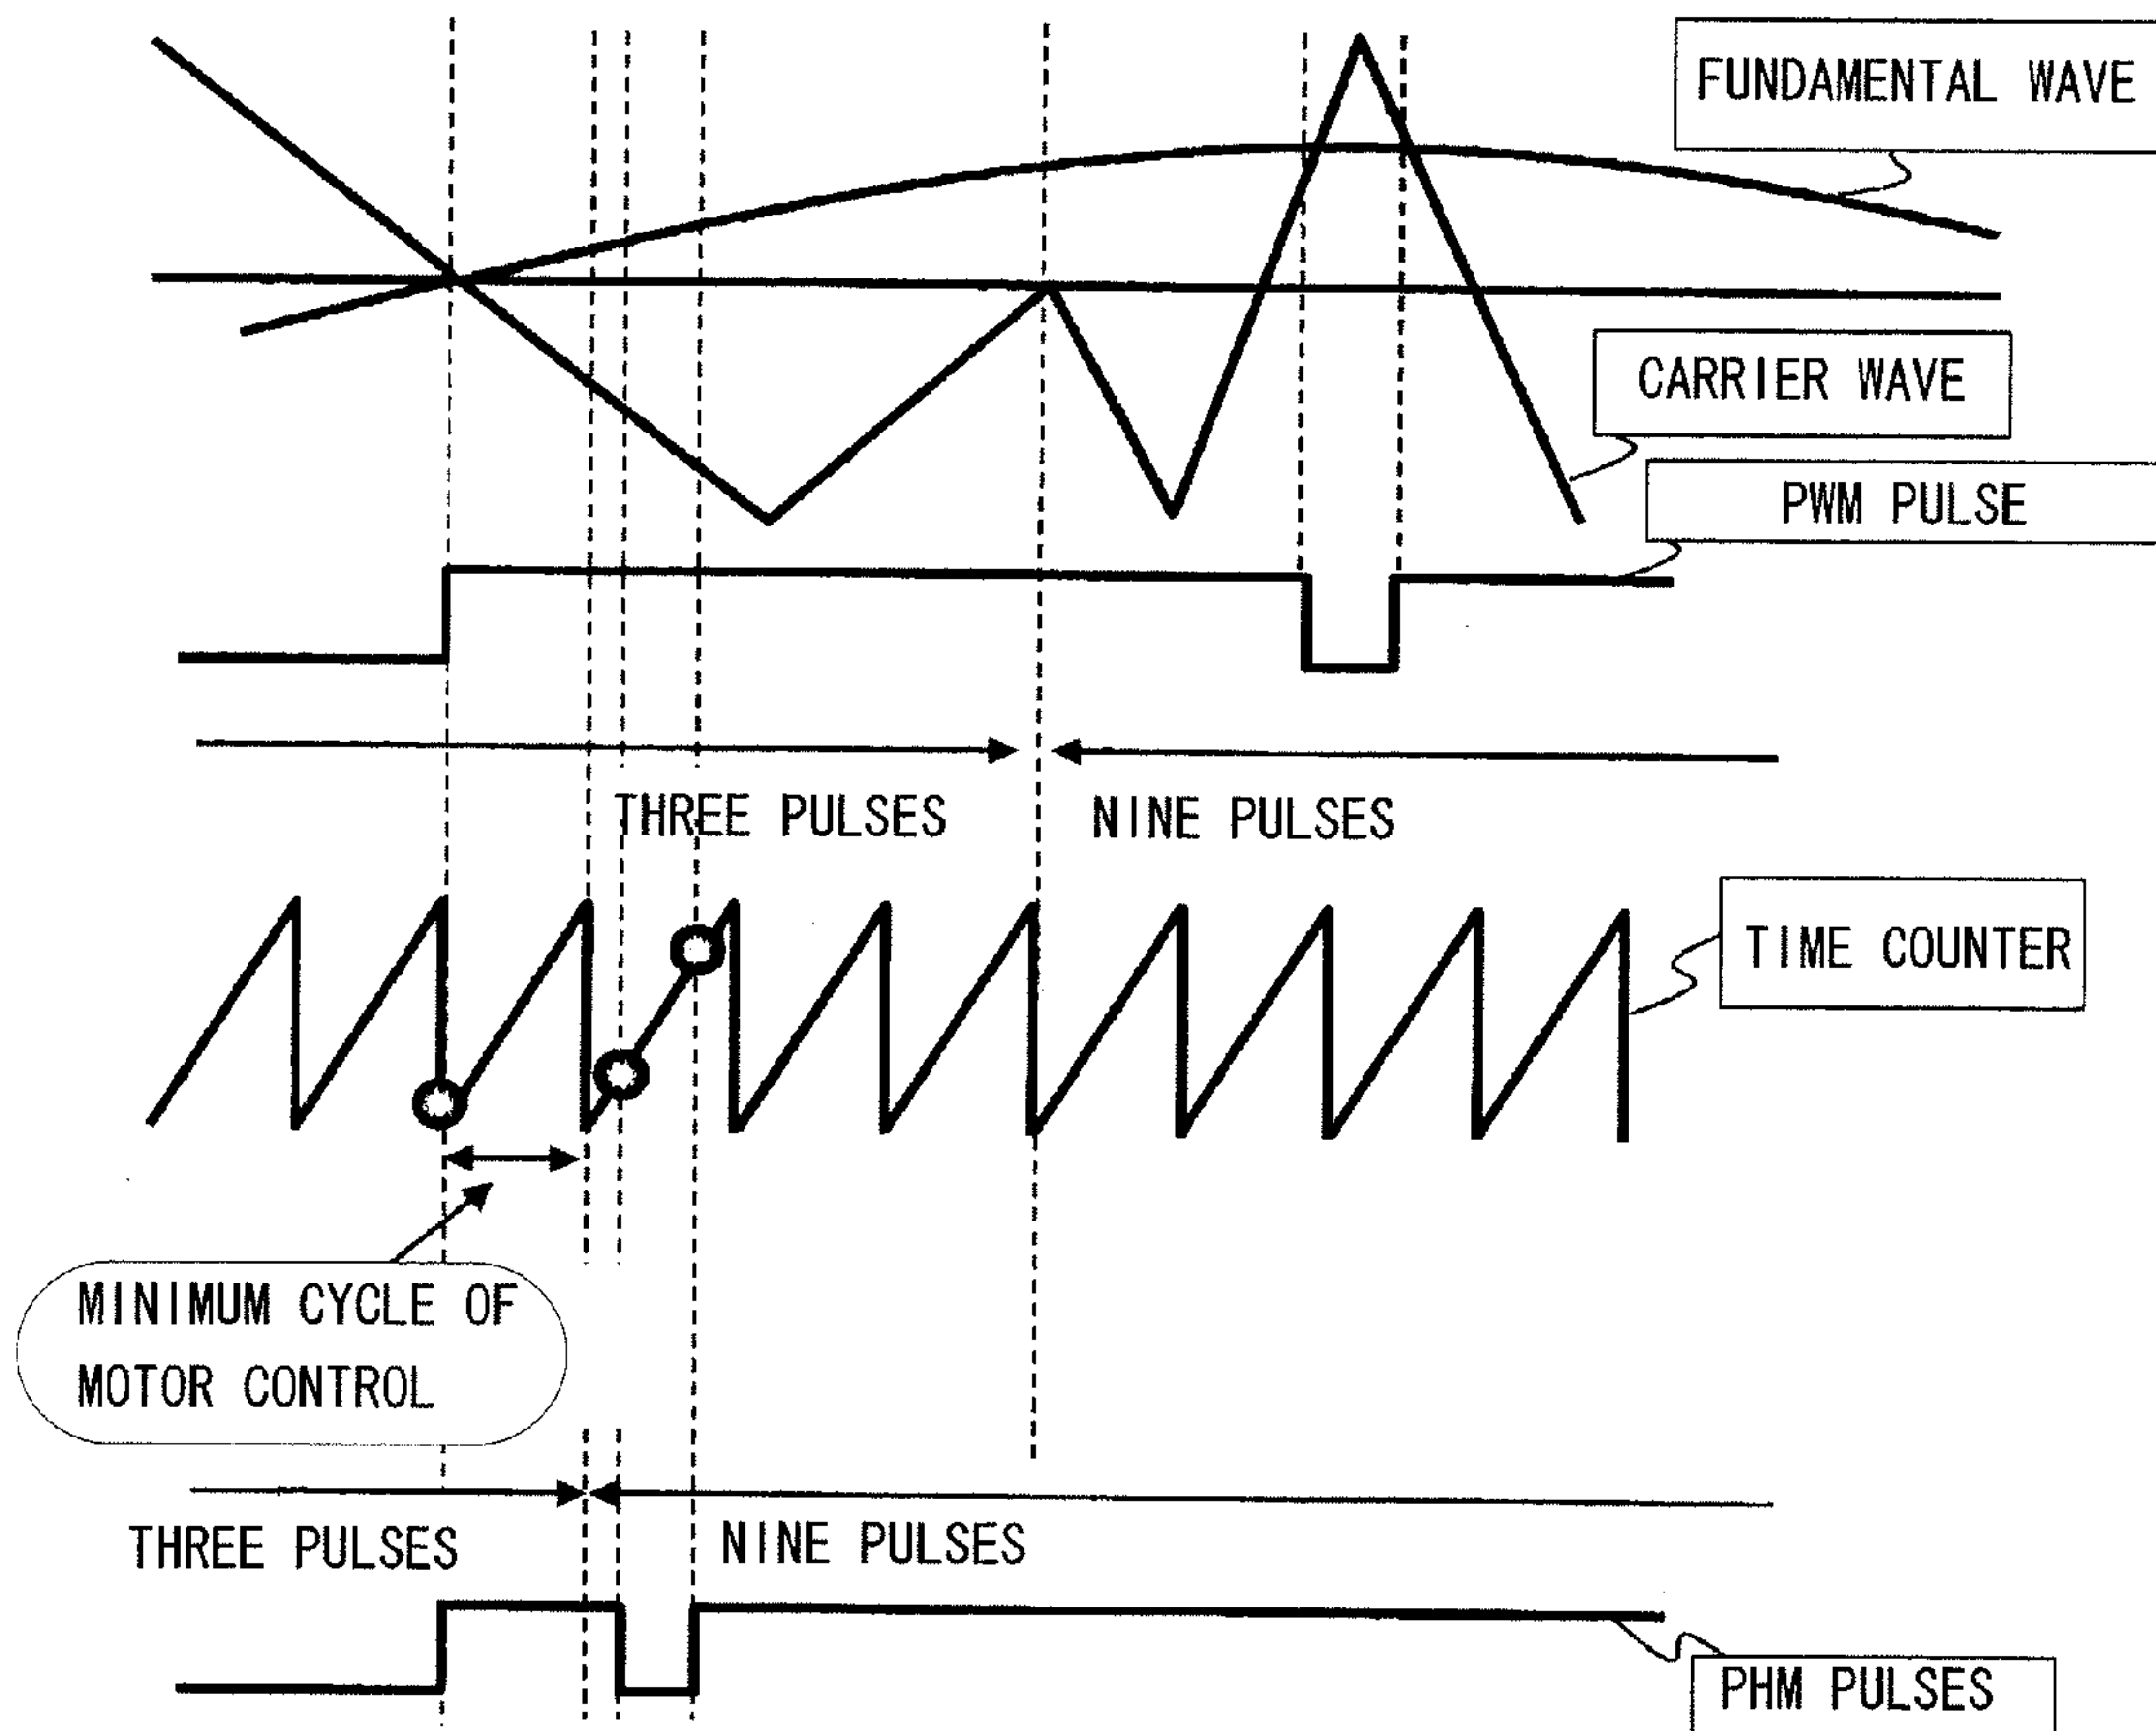 FUNDAMENTAL WAVE
CARRIER WAVE
PWM PULSE
THREE PULSES
NINE PULSES
TIME COUNTER
MINIMUM CYCLE OF
MOTOR CONTROL
THREE PULSES
NINE PULSES
PHM PULSES